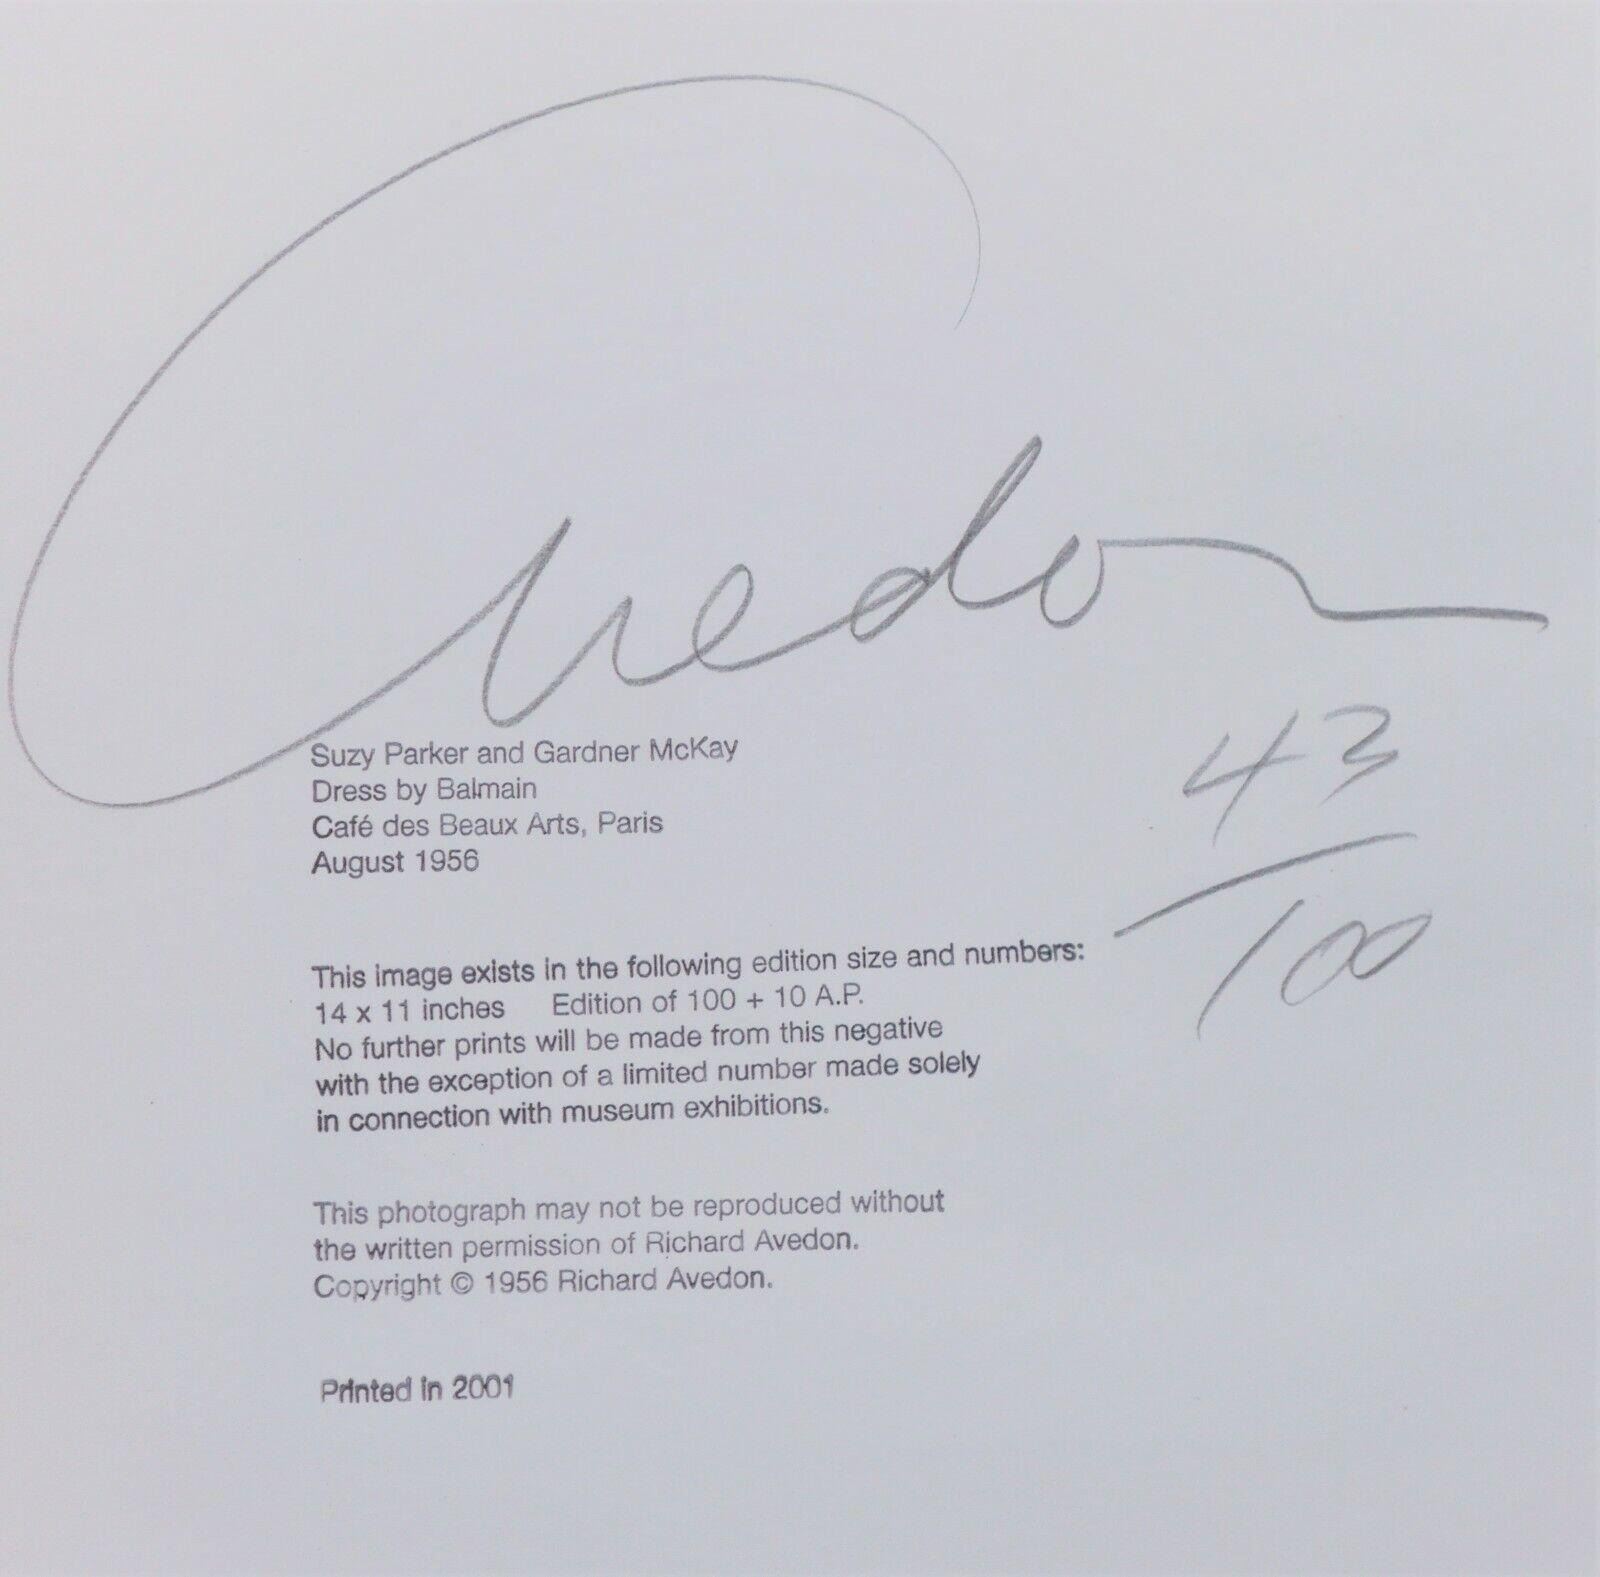 Avedon
43
/100
Suzy Parker and Gardner McKay
Dress by Balmain
Café des Beaux Arts, Paris
August 1956
This image exists in the following edition size and numbers:
14 x 11 inches Edition of 100 + 10 A.P.
No further prints will be made from this negative
with the exception of a limited number made solely
in connection with museum exhibitions.
This photograph may not be reproduced without
the written permission of Richard Avedon.
Copyright © 1956 Richard Avedon.
Printed in 2001